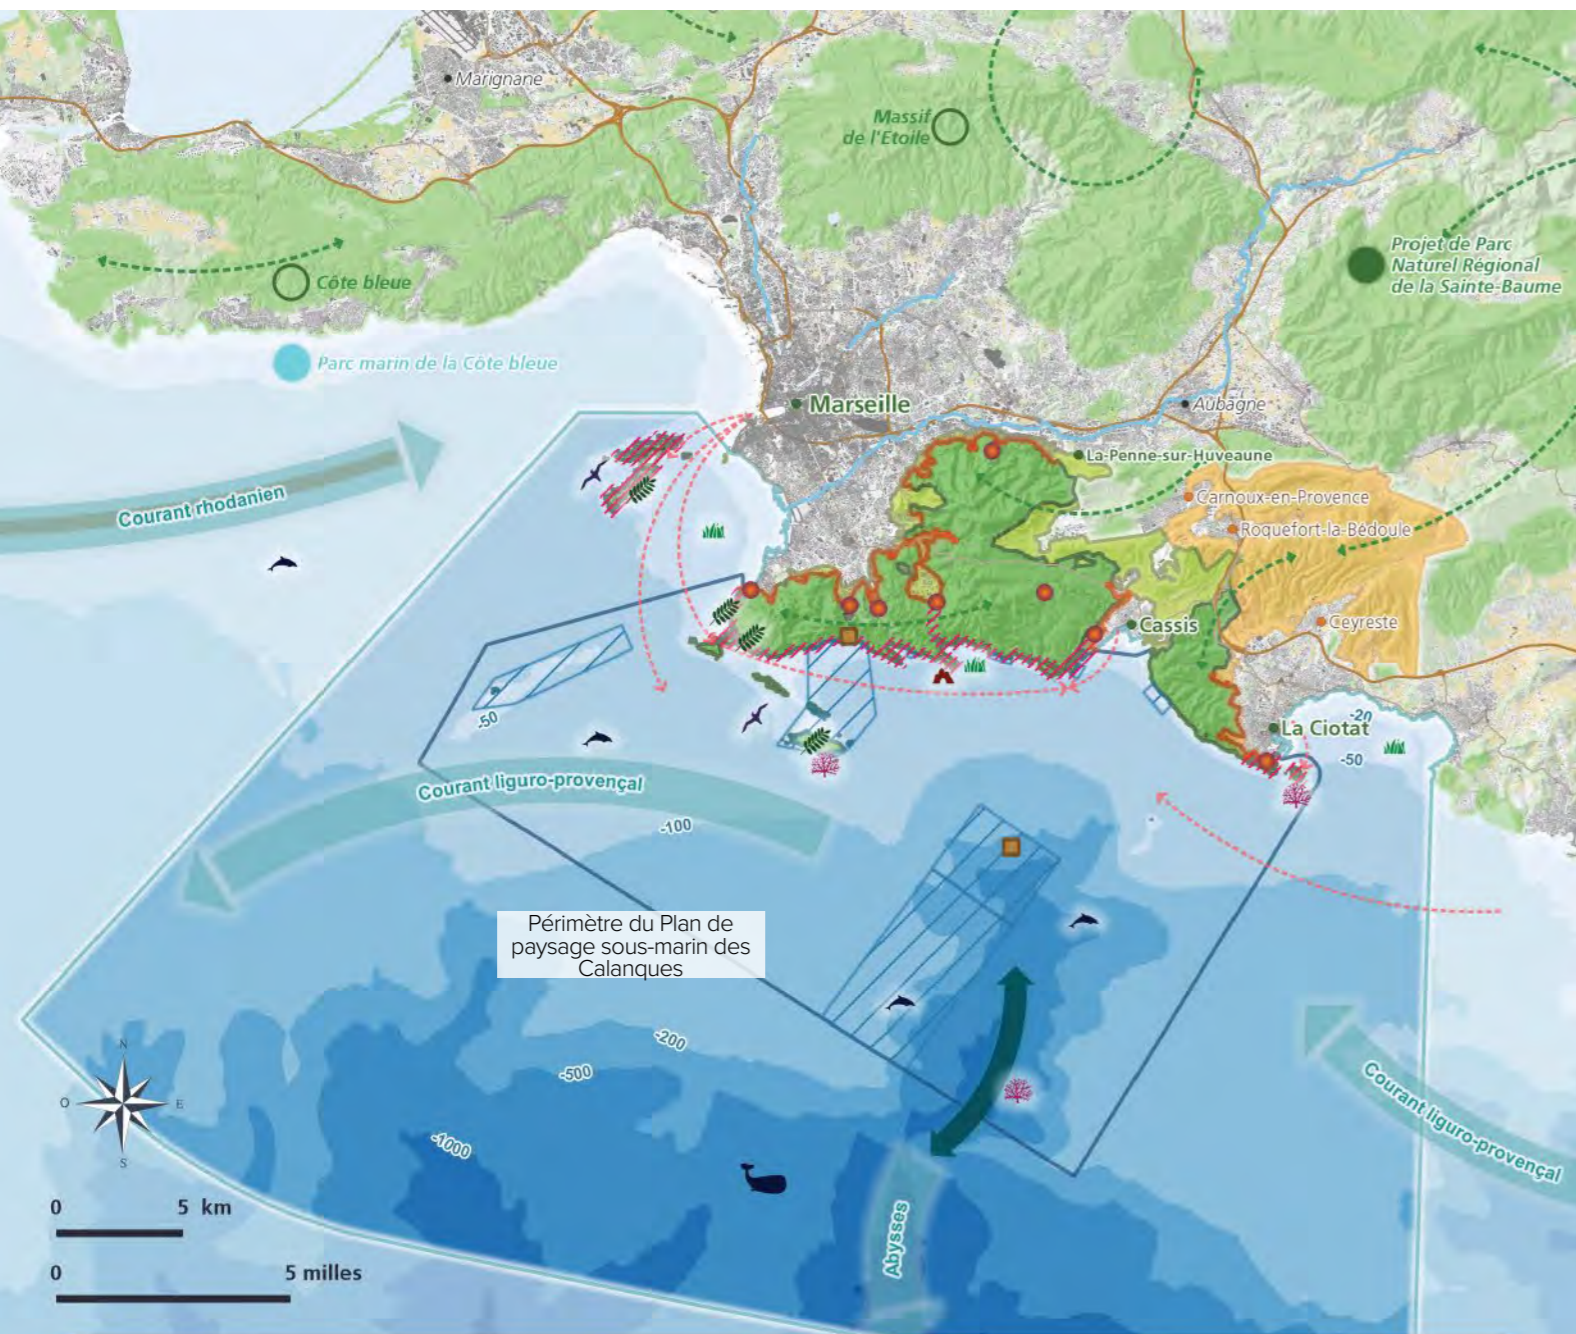 Marignane
Massif
de l'Etoile
Projet de Parc
Naturel Régional
de la Sainte-Baume
Côte bleue
Parc marin de la Côte bleue
Marseille
Aubagne
La-Penne-sur-Huveaune
Courant rhodanien
Carnoux-en-Provence
Roquefort-la-Bédoule
Cassis
Ceyreste
-50
La Ciotat
-20
-50
Courant liguro-provençal
-100
Périmètre du Plan de
paysage sous-marin des
Calanques
-200
-500
-1000
N
O
E
S
Courant liguro-provençal
Abysses
0 5 km
0 5 milles